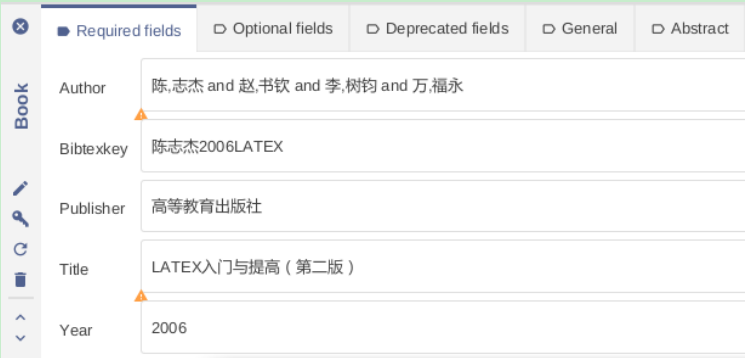 Required fields
Optional fields
Deprecated fields
General
Abstract
Book
Author
陈,志杰 and 赵,书钦 and 李,树钧 and 万,福永
Bibtexkey
陈志杰2006LATEX
Publisher
高等教育出版社
Title
LATEX入门与提高（第二版）
Year
2006